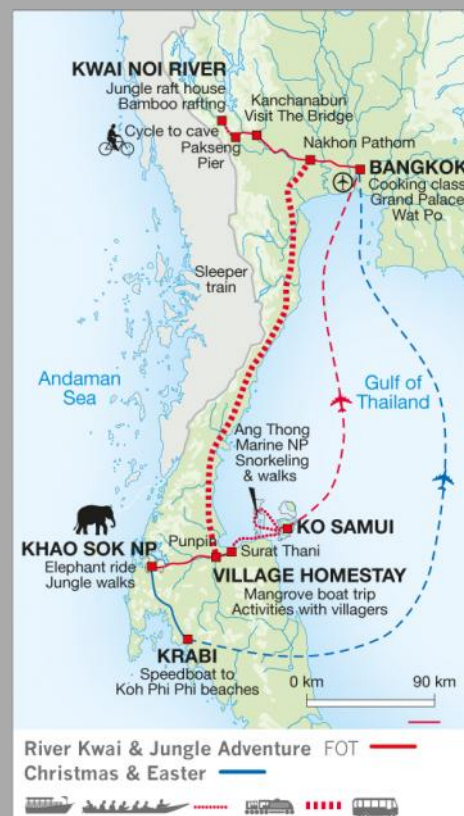 KWAI NOI RIVER
Jungle raft house
Bamboo rafting
Kanchanaburi
Visit The Bridge
Cycle to cave
Pakseng
Pier
Nakhon Pathom
BANGKOK
Cooking class
Grand Palace
Wat Po
Sleeper
train
Andaman
Sea
Gulf of
Thailand
Ang Thong
Marine NP
Snorkeling
& walks
KO SAMUI
KHAO SOK NP
Elephant ride
Jungle walks
Punpin
Surat Thani
VILLAGE HOMESTAY
Mangrove boat trip
Activities with villagers
KRABI
Speedboat to
Koh Phi Phi beaches
0 km 90 km
River Kwai & Jungle Adventure FOT
Christmas & Easter